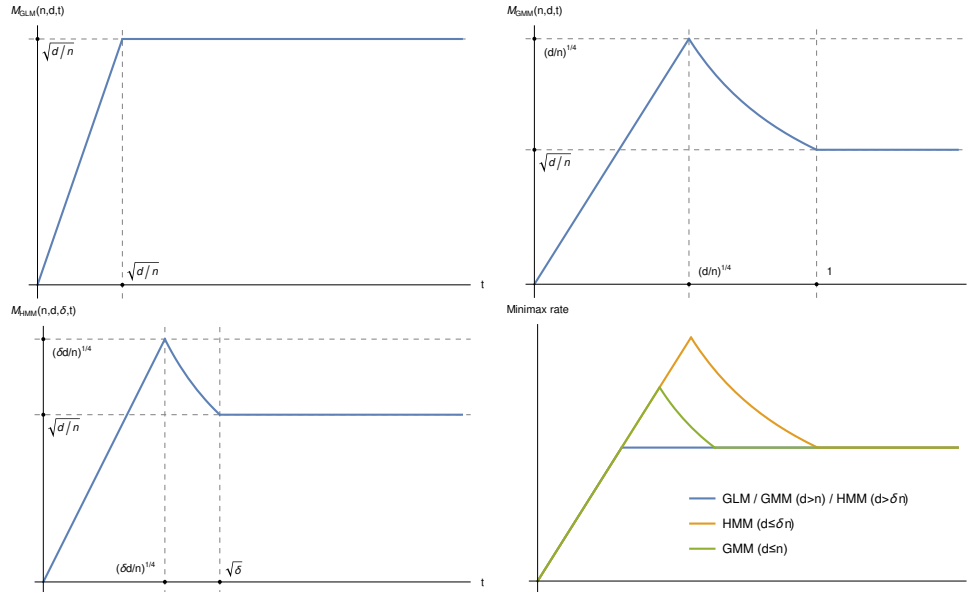 M_GLM(n,d,t)
√d/n
√d/n
t
M_GMM(n,d,t)
(d/n)^1/4
√d/n
(d/n)^1/4
1
M_HMM(n,d,δ,t)
(δd/n)^1/4
√d/n
(δd/n)^1/4
√δ
t
Minimax rate
GLM / GMM (d>n) / HMM (d>δn)
HMM (d≤δn)
GMM (d≤n)